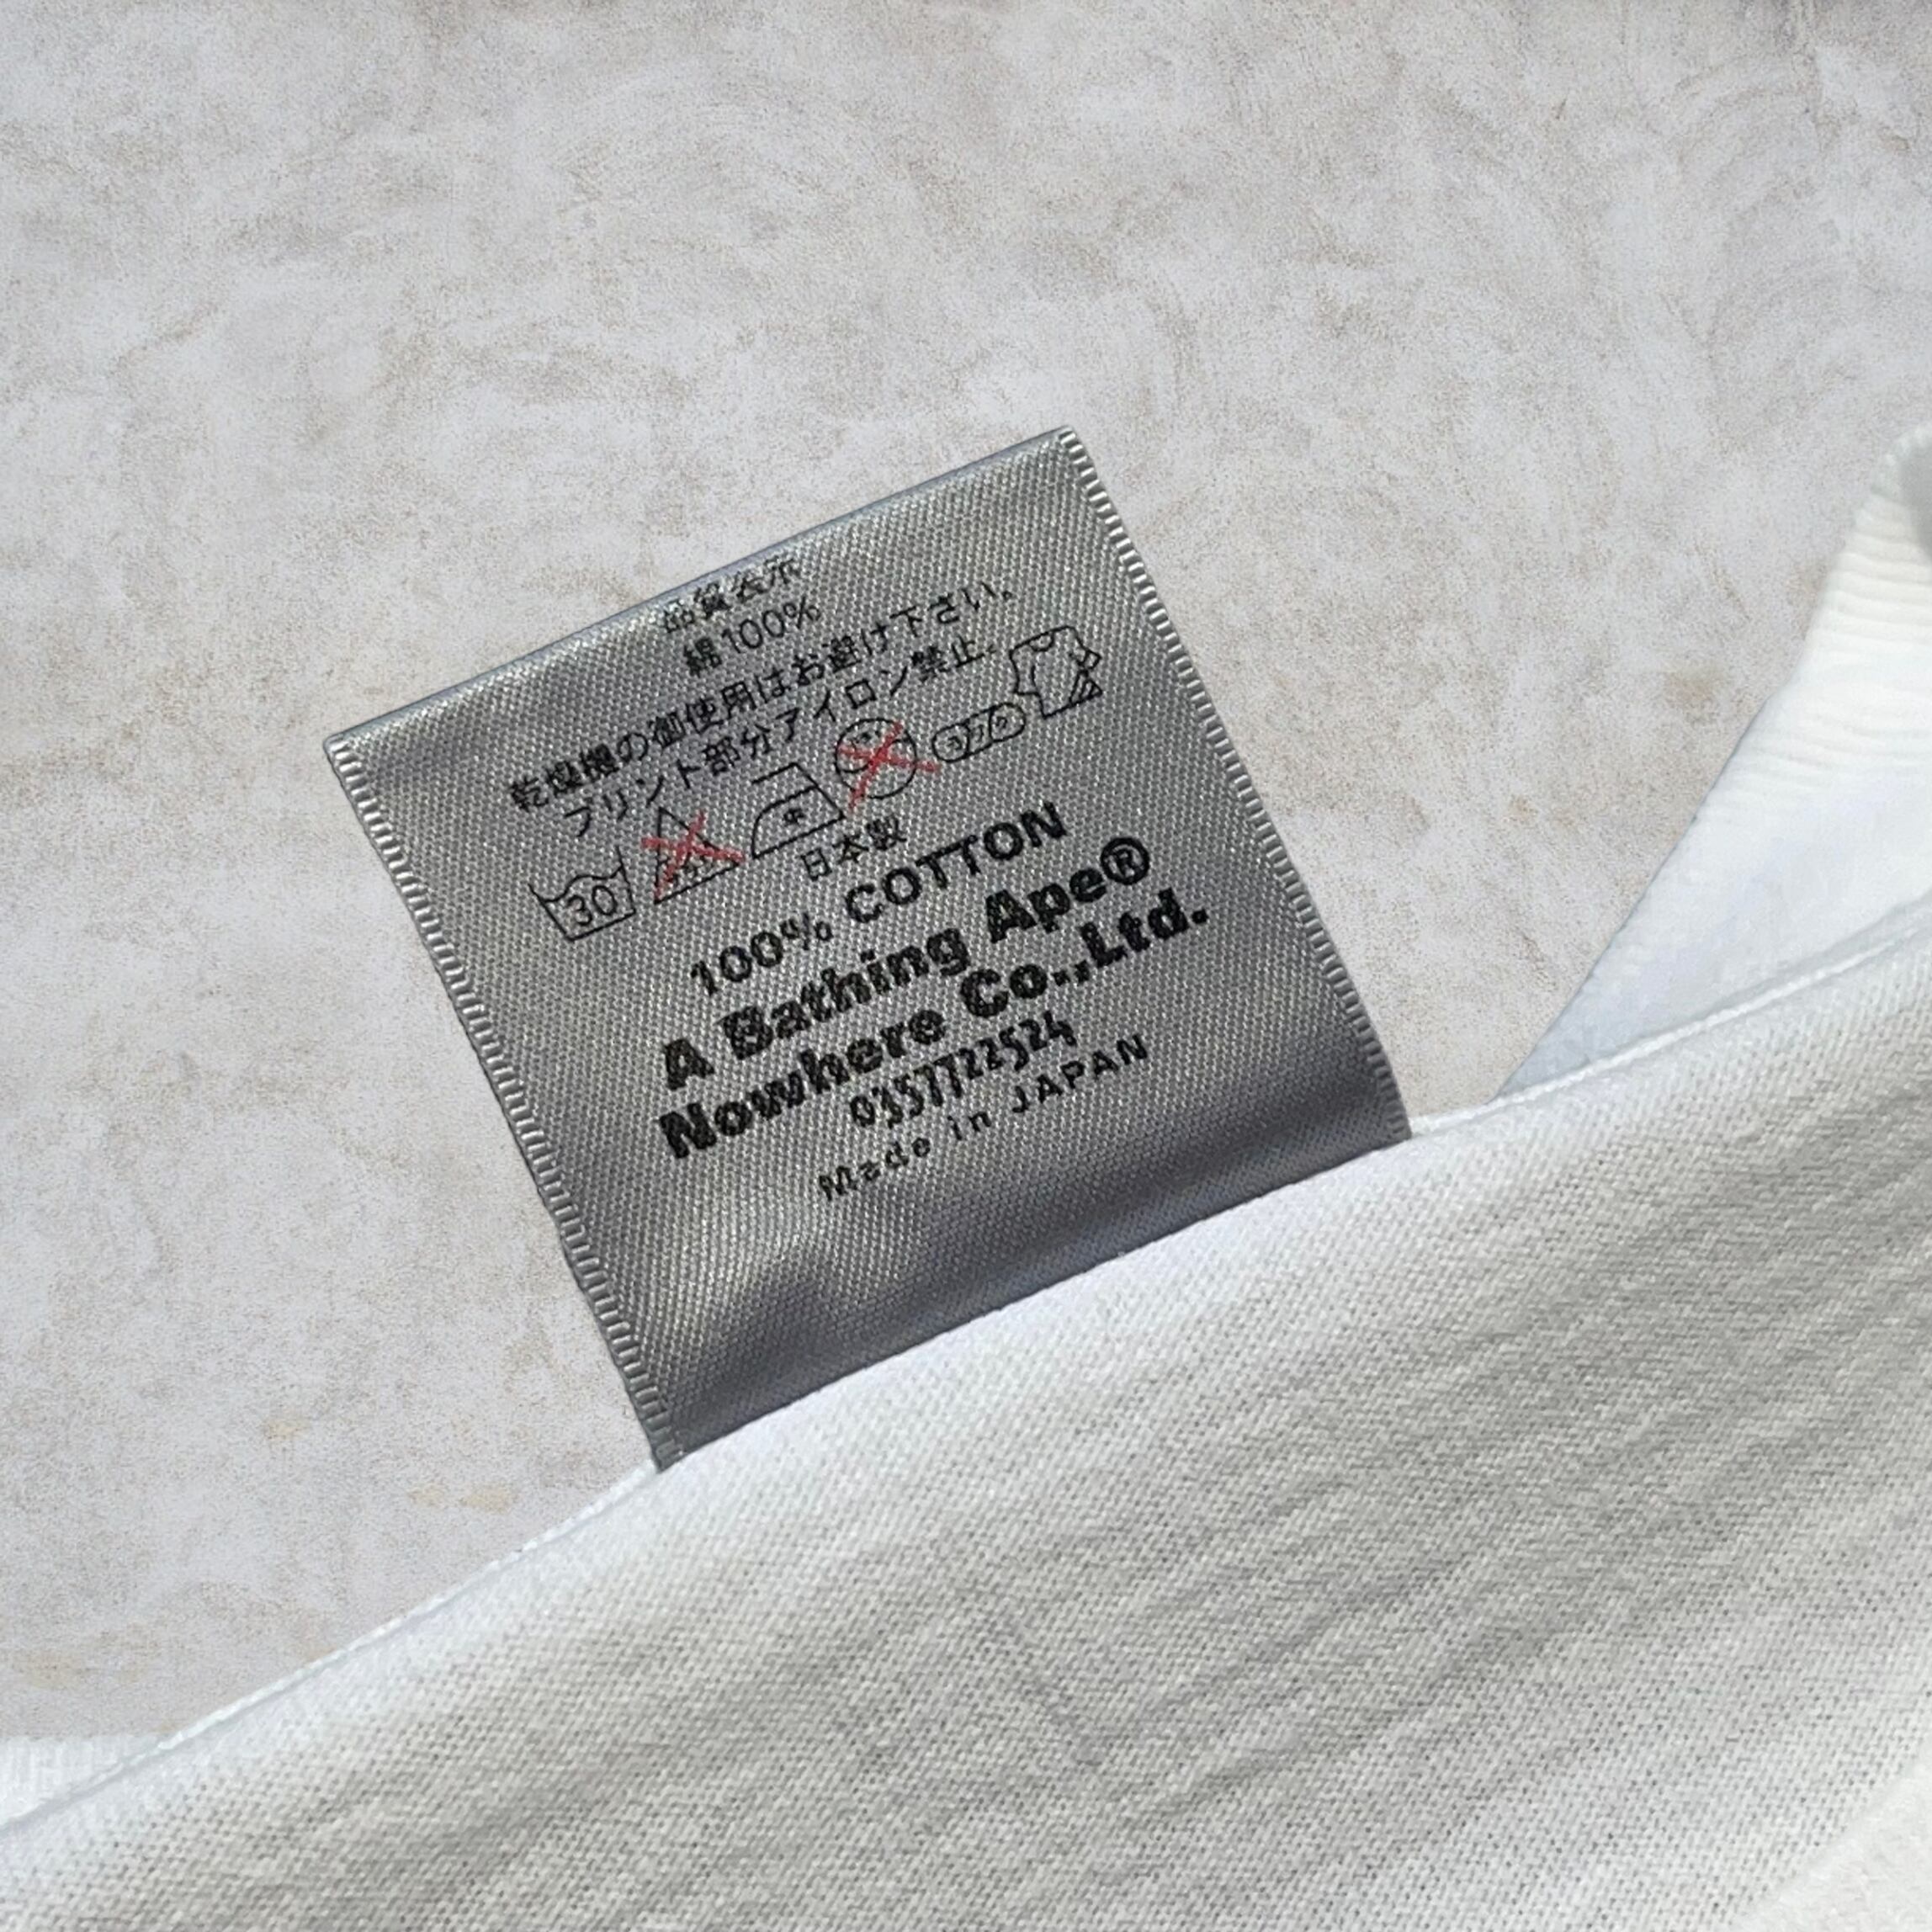 品質表示
綿100%
乾燥機の御使用はお避け下さい。
プリント部分アイロン禁止。
30
日本製
100% COTTON
A Bathing Ape®
Nowhere Co.,Ltd.
0357722524
Made in JAPAN